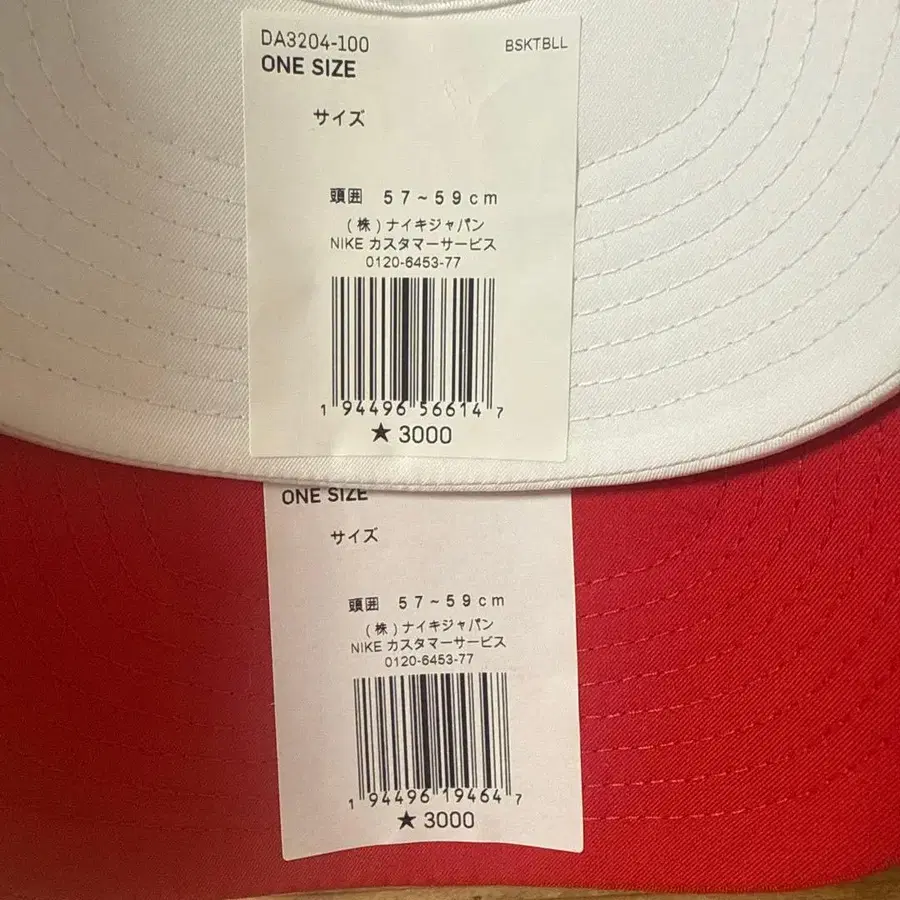 DA3204-100 BSKTBLL
ONE SIZE
サイズ
頭囲 57~59cm
(株)ナイキジャパン
NIKE カスタマーサービス
0120-6453-77
1 94496 56614 7
★ 3000
ONE SIZE
サイズ
頭囲 57~59cm
(株)ナイキジャパン
NIKE カスタマーサービス
0120-6453-77
1 94496 19464 7
★ 3000